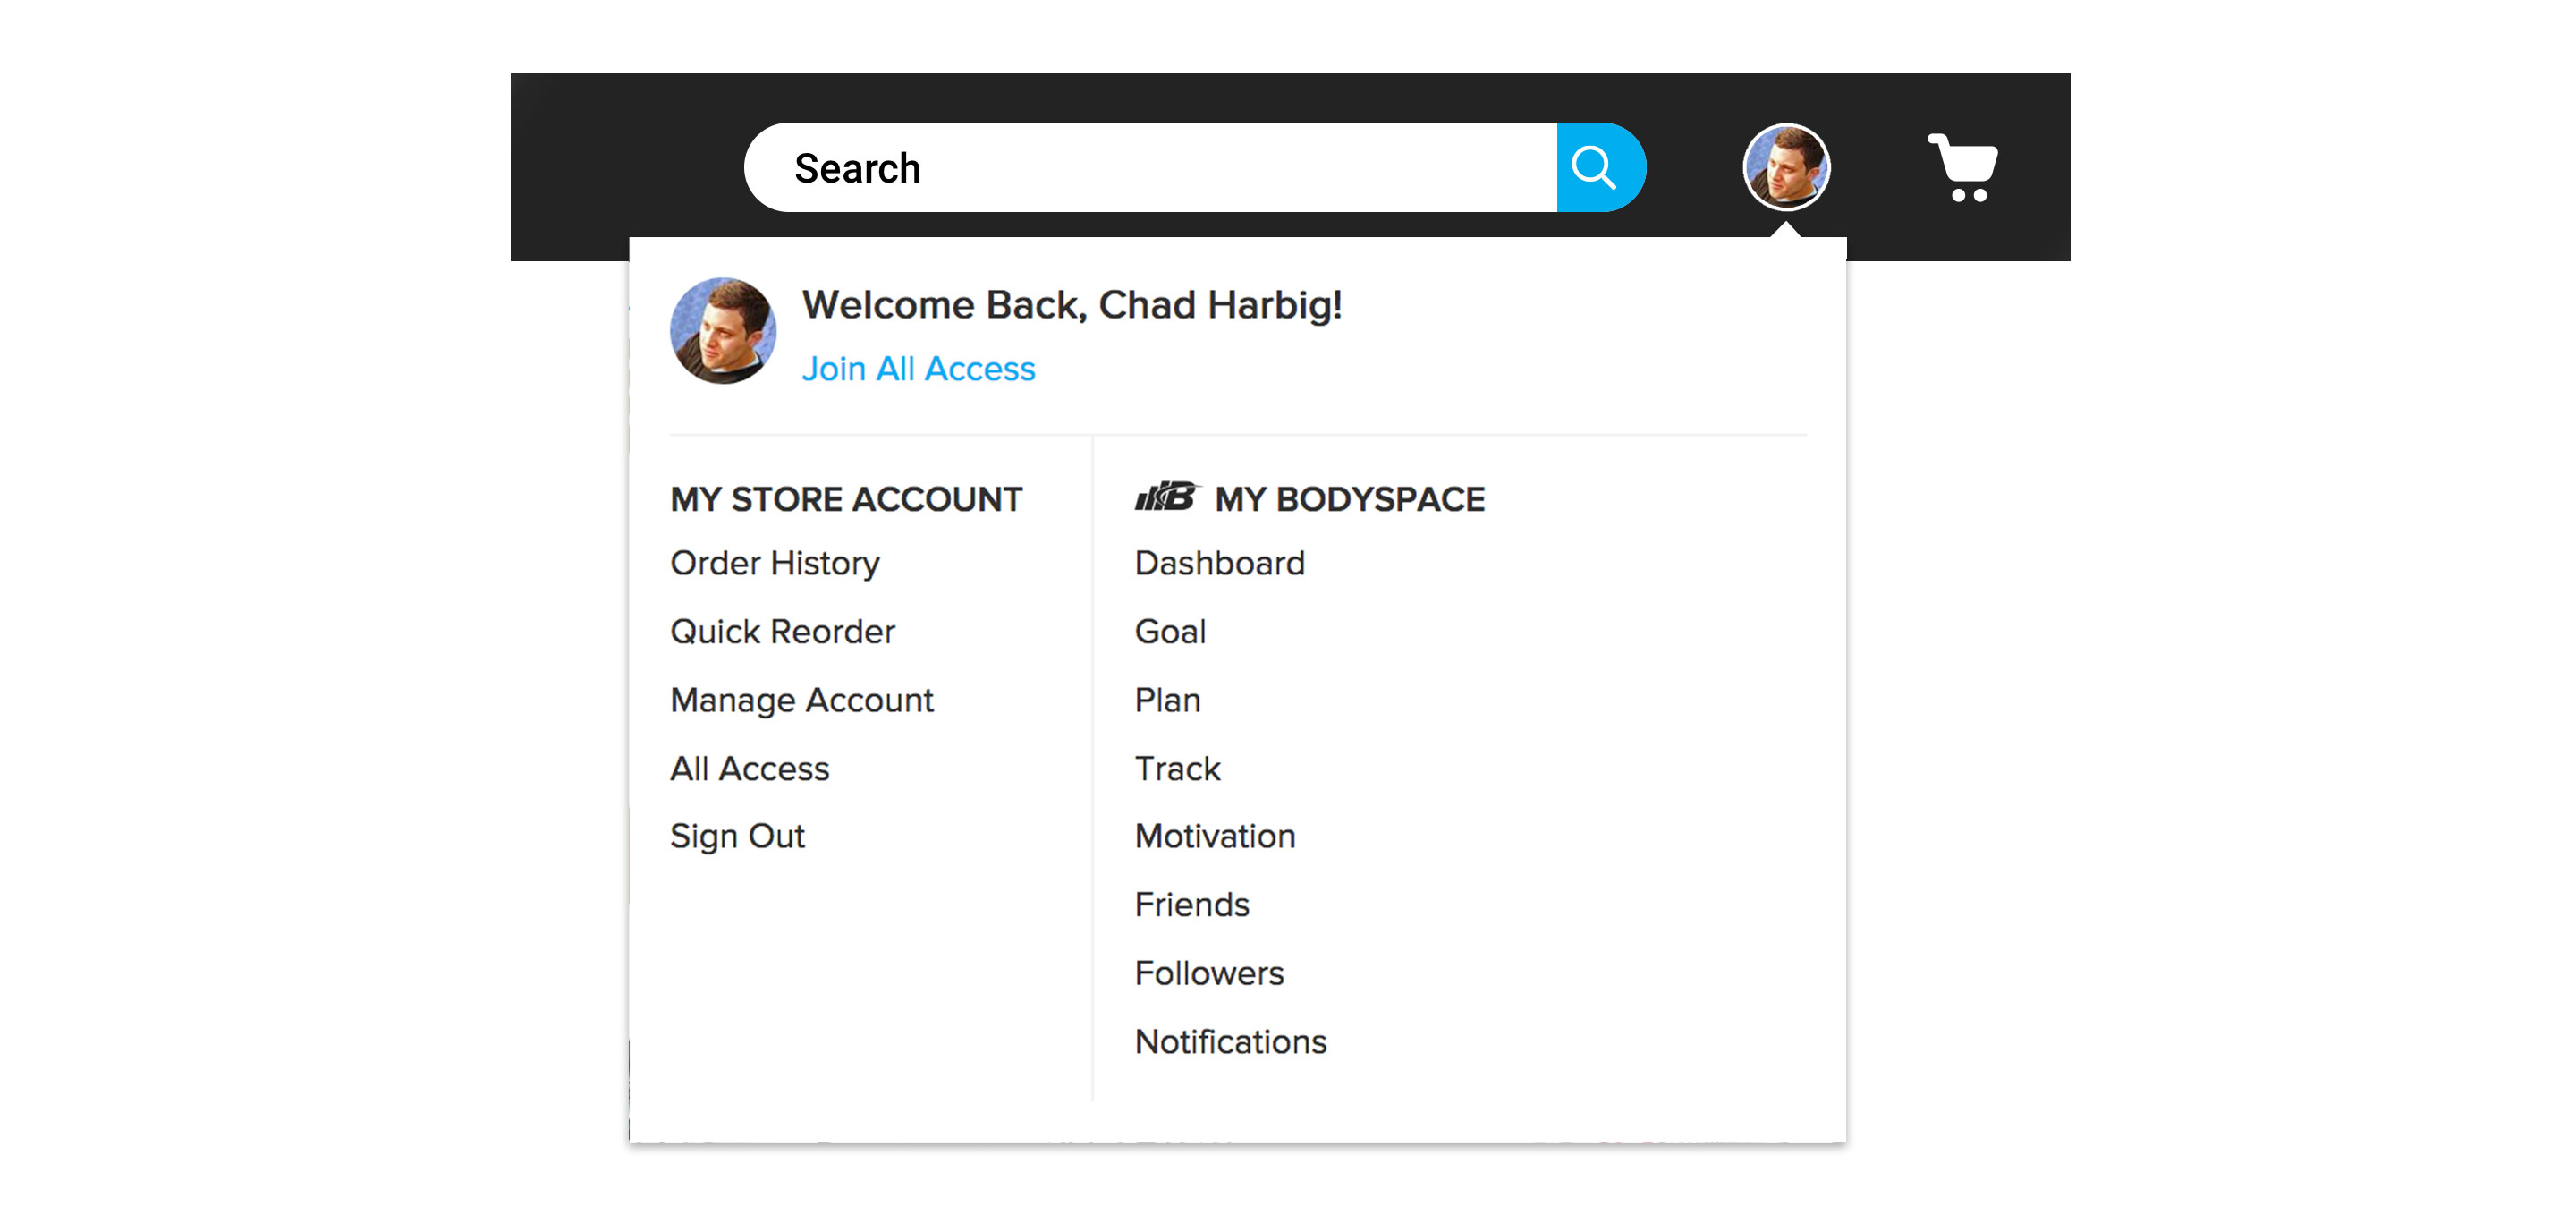 Search
Welcome Back, Chad Harbig!
Join All Access
MY STORE ACCOUNT
Order History
Quick Reorder
Manage Account
All Access
Sign Out
B MY BODYSPACE
Dashboard
Goal
Plan
Track
Motivation
Friends
Followers
Notifications